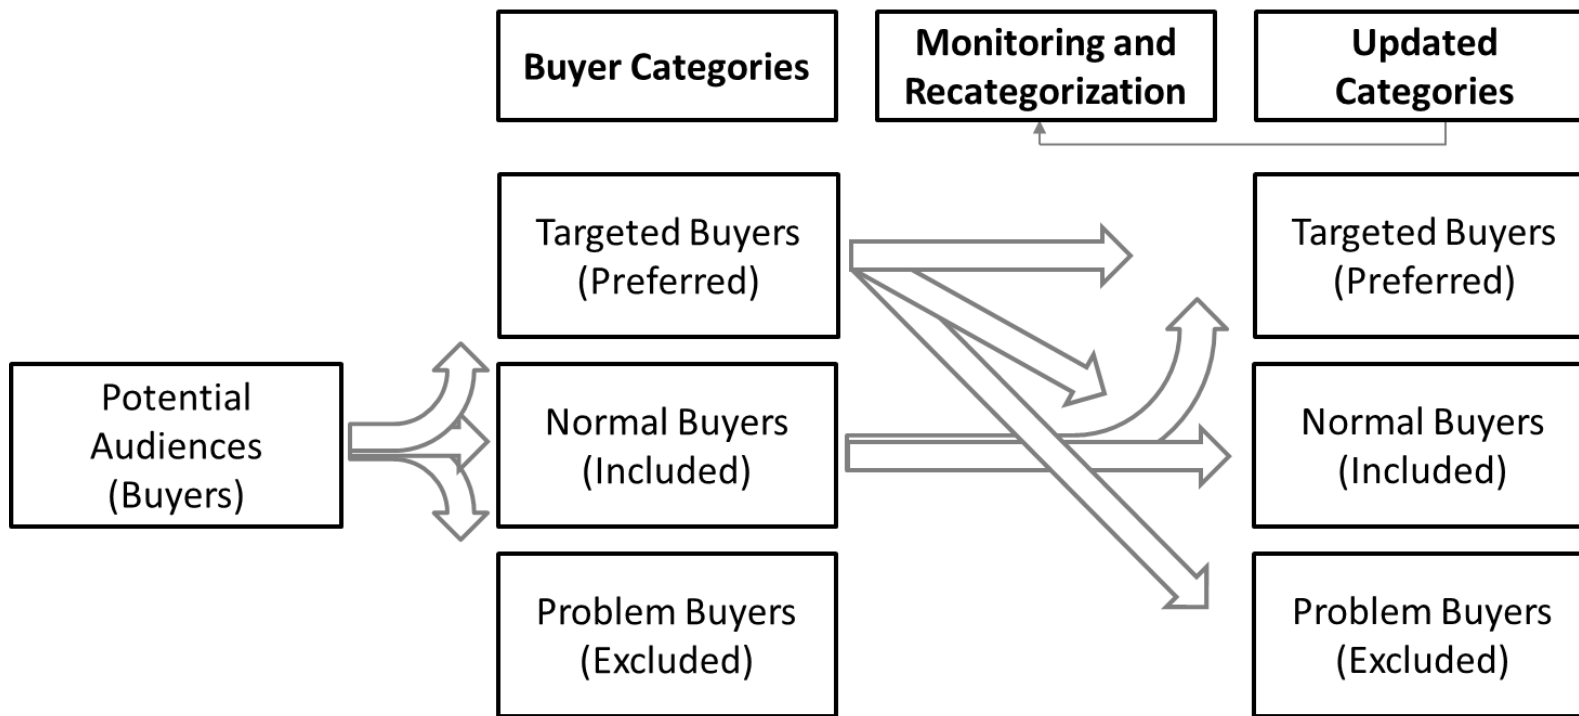 Buyer Categories
Monitoring and
Recategorization
Updated
Categories
Potential
Audiences
(Buyers)
Targeted Buyers
(Preferred)
Normal Buyers
(Included)
Problem Buyers
(Excluded)
Targeted Buyers
(Preferred)
Normal Buyers
(Included)
Problem Buyers
(Excluded)